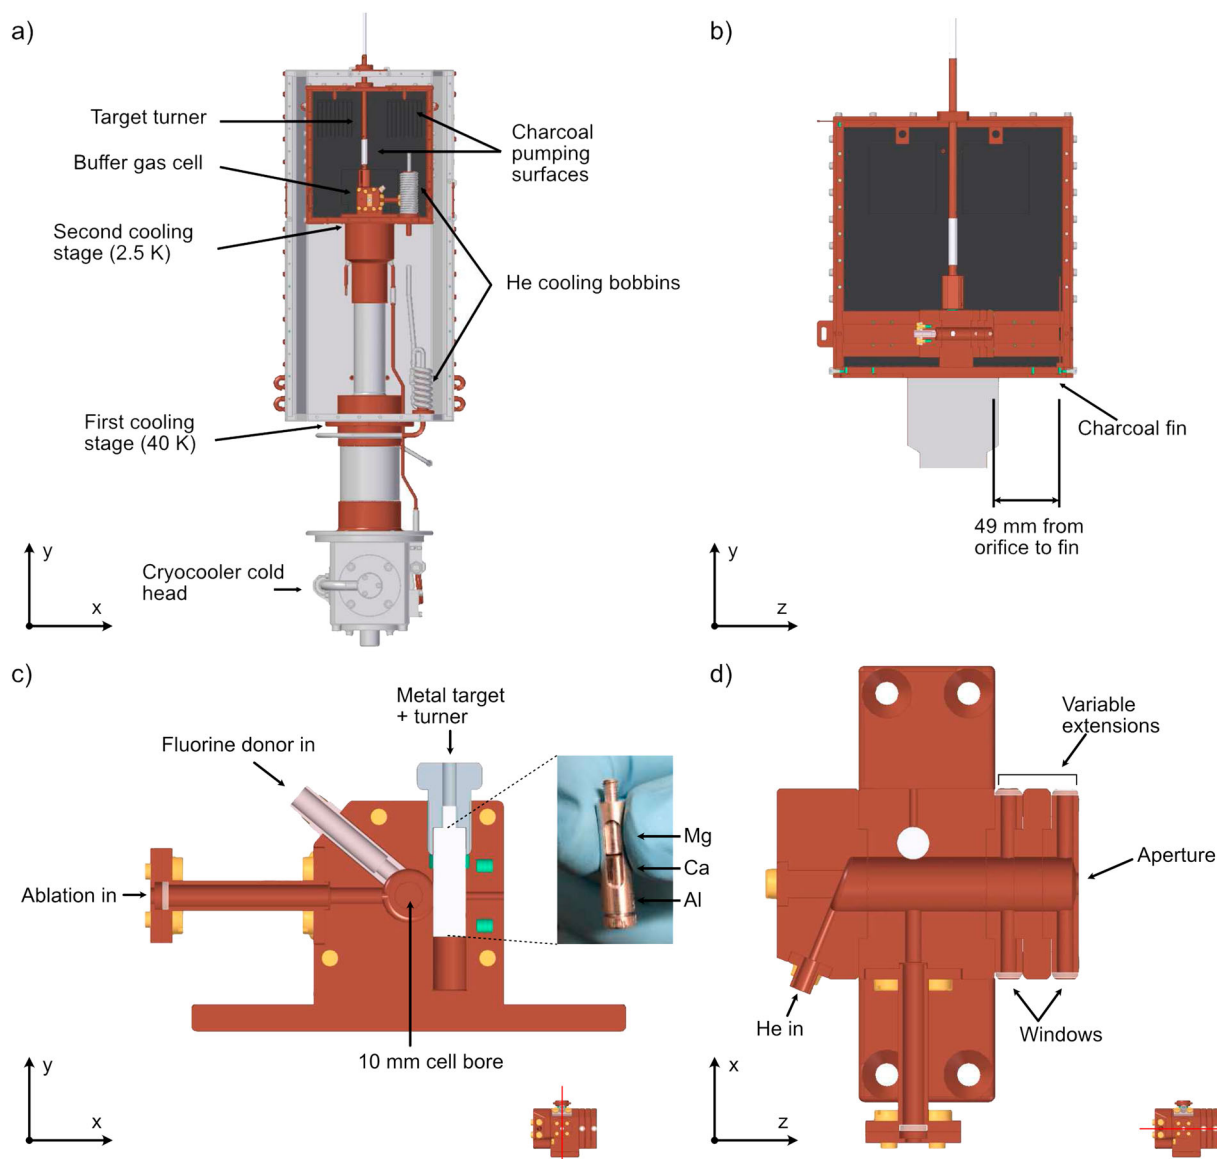 a)
Target turner
Buffer gas cell
Second cooling
stage (2.5 K)
First cooling
stage (40 K)
Cryocooler cold
head
Charcoal
pumping
surfaces
He cooling bobbins
y
x
b)
Charcoal fin
49 mm from
orifice to fin
y
z
c)
Metal target
+ turner
Fluorine donor in
Ablation in
Mg
Ca
Al
10 mm cell bore
y
x
d)
Variable
extensions
Aperture
He in
Windows
x
z